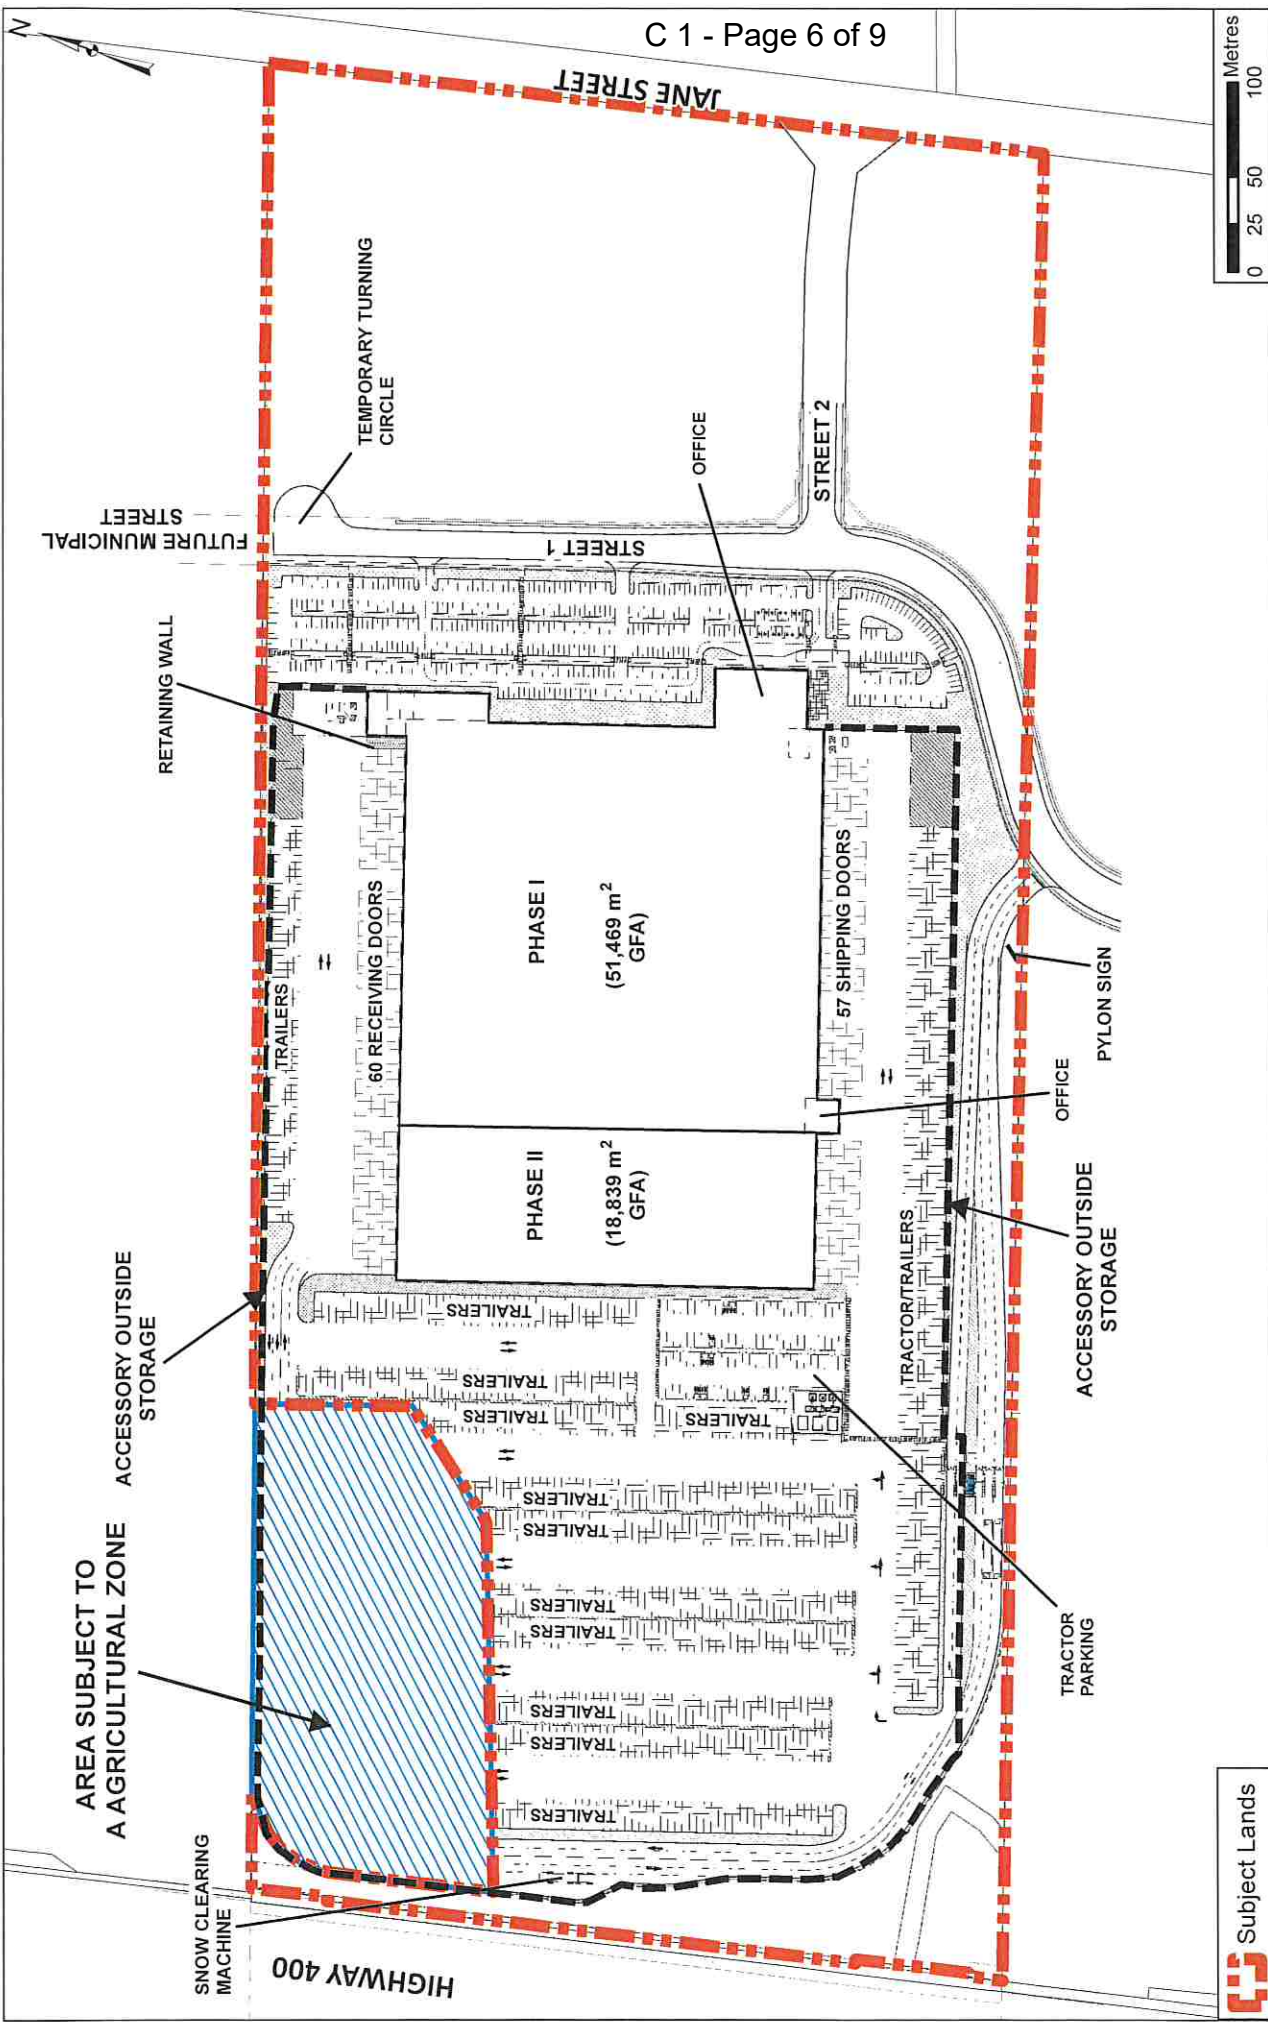 C 1 - Page 6 of 9
N
JANE STREET
Metres
0 25 50 100
TEMPORARY TURNING
CIRCLE
FUTURE MUNICIPAL
STREET
STREET 1
STREET 2
OFFICE
RETAINING WALL
TRAILERS
60 RECEIVING DOORS
PHASE I
(51,469 m²
GFA)
57 SHIPPING DOORS
PYLON SIGN
OFFICE
PHASE II
(18,839 m²
GFA)
TRACTOR/TRAILERS
ACCESSORY OUTSIDE
STORAGE
ACCESSORY OUTSIDE
STORAGE
TRAILERS
TRAILERS
TRAILERS
TRAILERS
TRAILERS
TRAILERS
TRAILERS
TRAILERS
TRAILERS
TRAILERS
TRAILERS
TRACTOR
PARKING
AREA SUBJECT TO
A AGRICULTURAL ZONE
SNOW CLEARING
MACHINE
HIGHWAY 400
Subject Lands